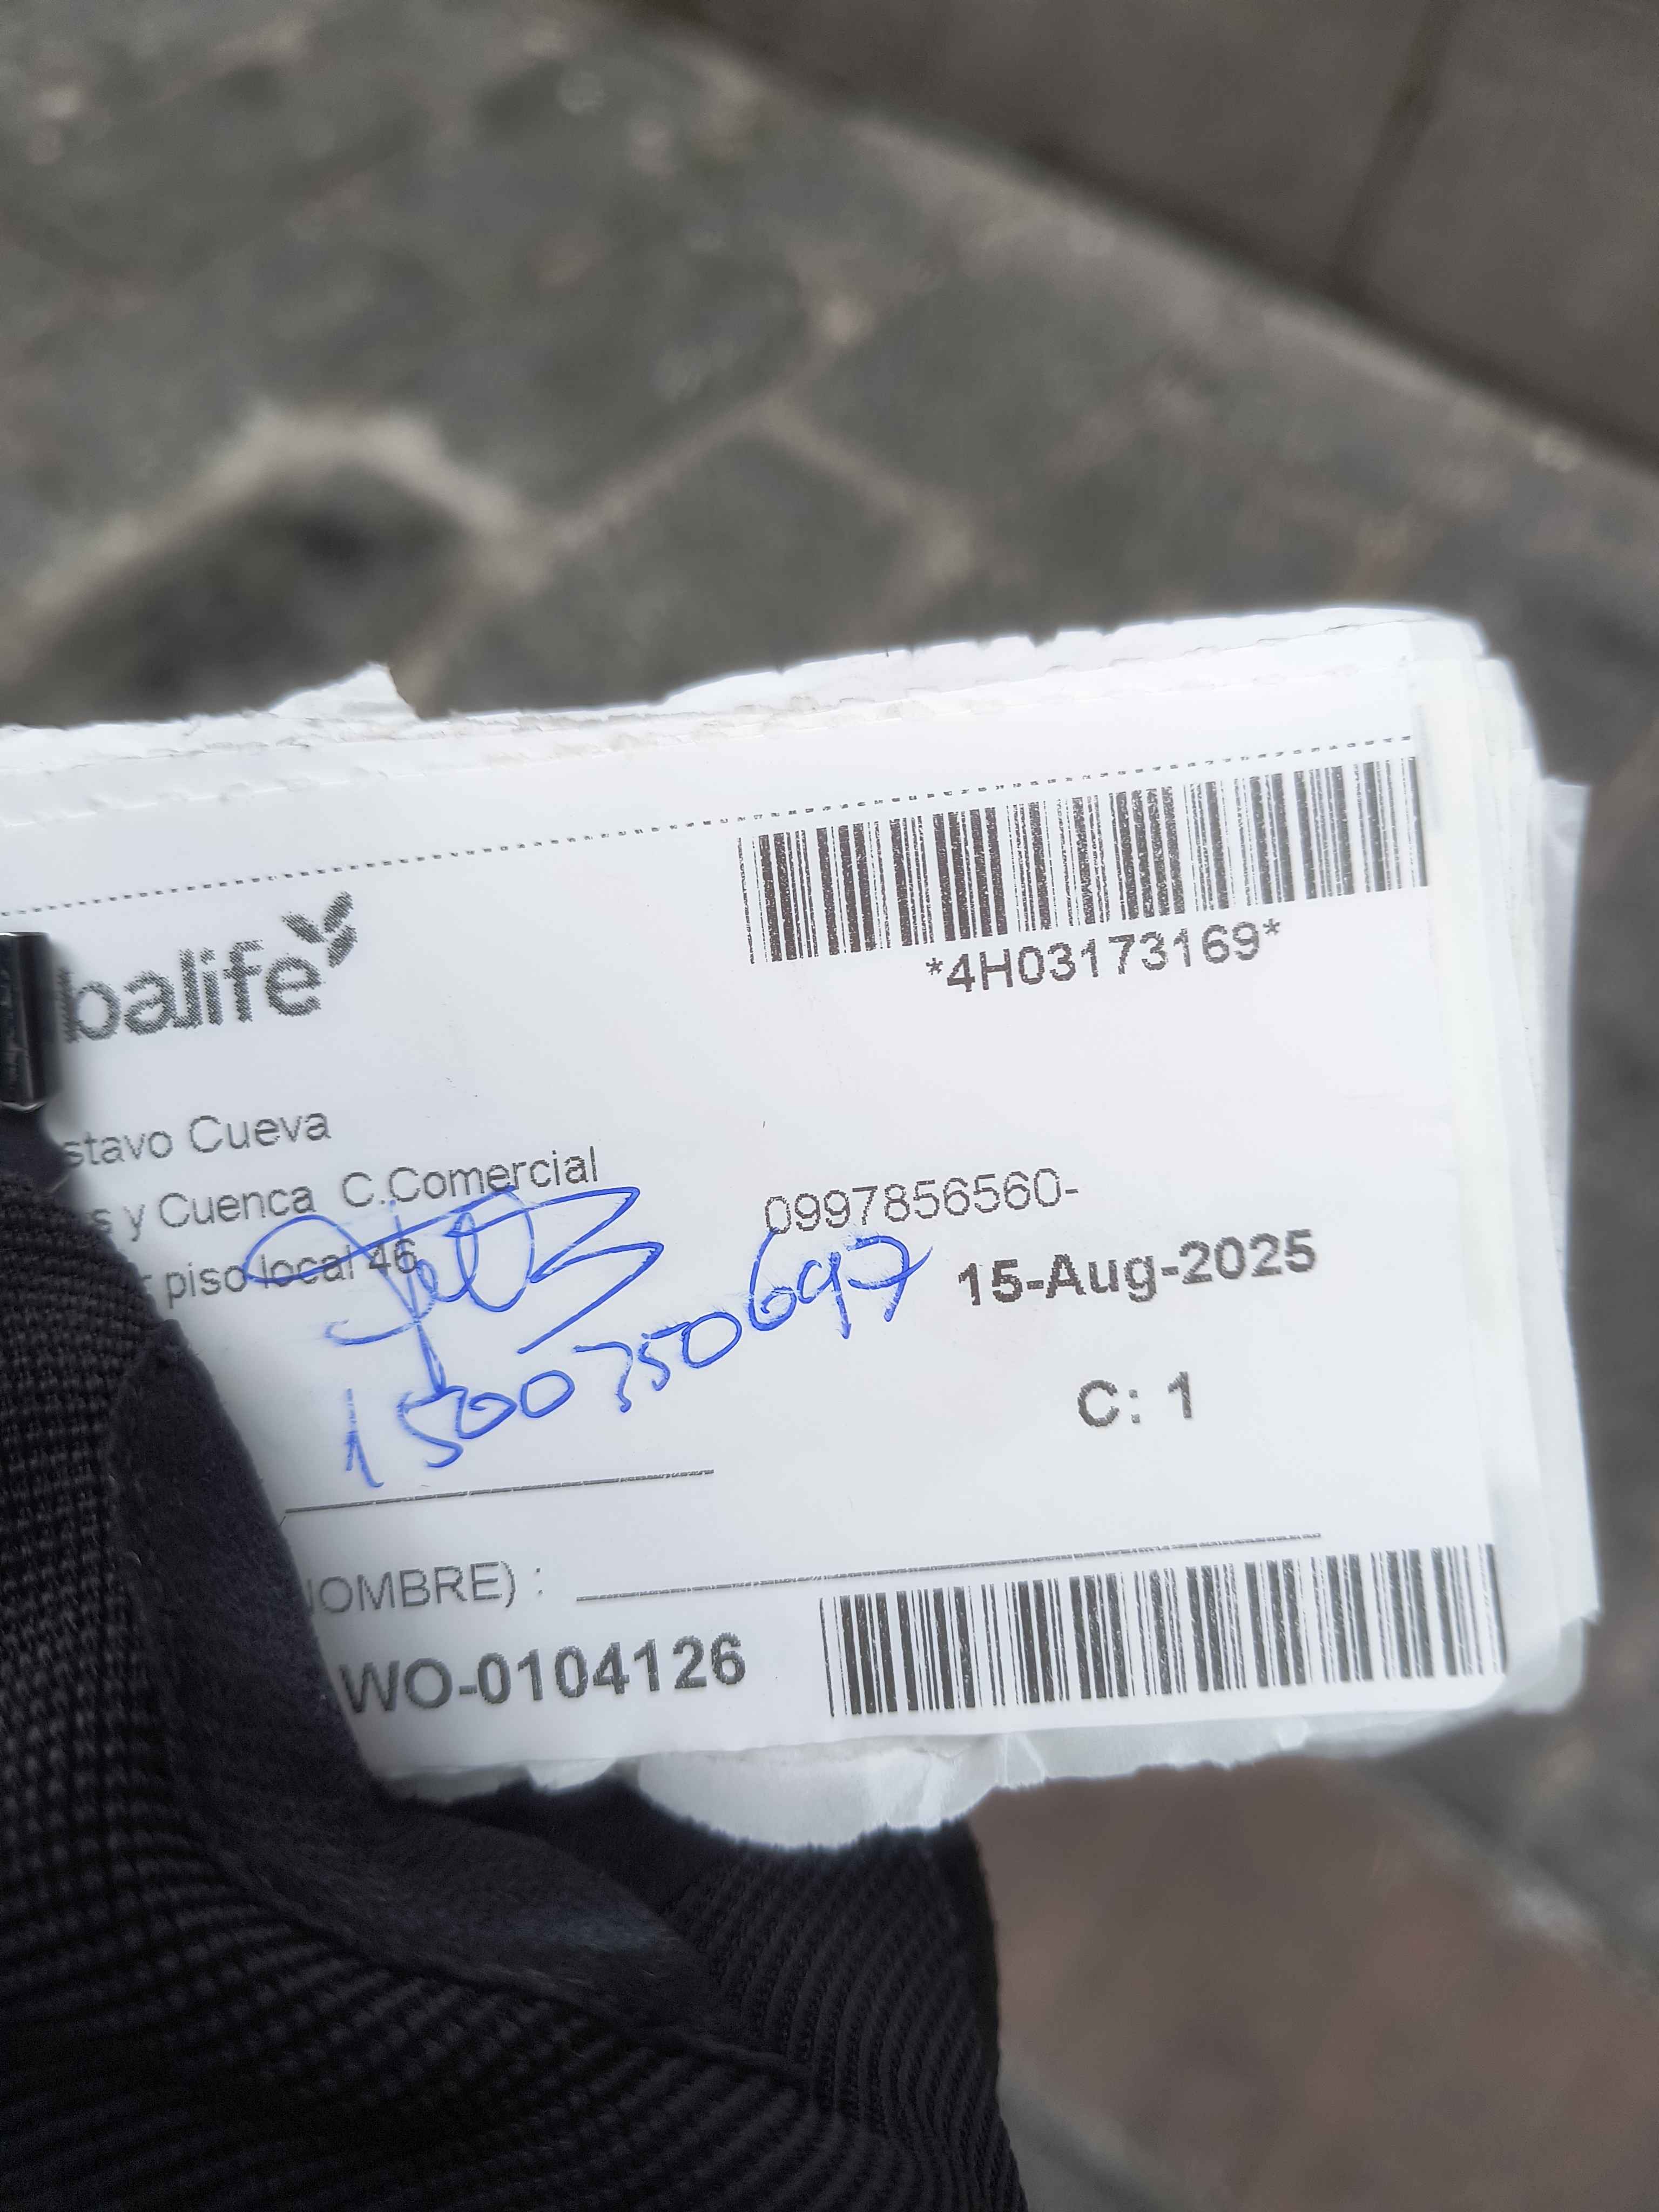 *4H03173169*
balife
stavo Cueva
s y Cuenca C.Comercial
0997856560-
piso local 46
15-Aug-2025
1500750697
C: 1
NOMBRE) :
WO-0104126